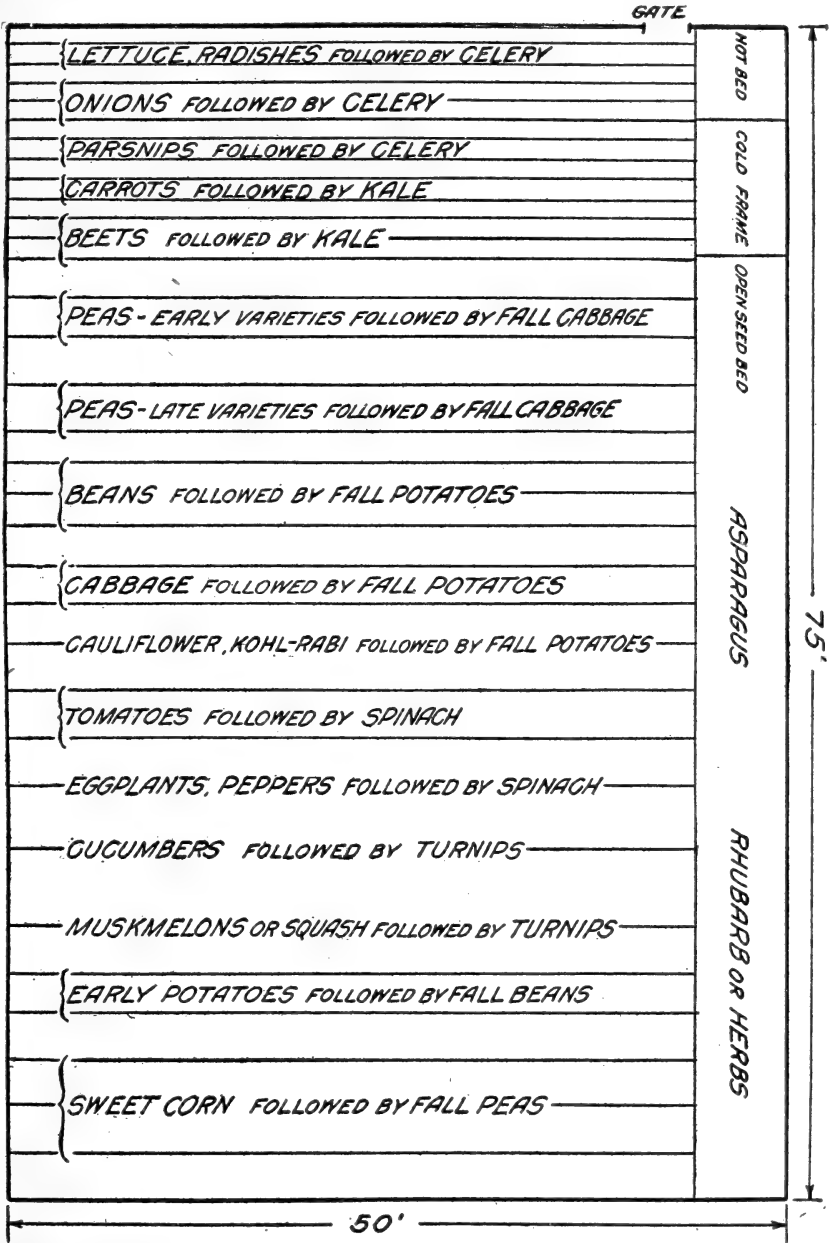 GATE
LETTUCE, RADISHES FOLLOWED BY CELERY
ONIONS FOLLOWED BY CELERY
PARSNIPS FOLLOWED BY CELERY
CARROTS FOLLOWED BY KALE
BEETS FOLLOWED BY KALE
PEAS - EARLY VARIETIES FOLLOWED BY FALL CABBAGE
PEAS - LATE VARIETIES FOLLOWED BY FALL CABBAGE
BEANS FOLLOWED BY FALL POTATOES
CABBAGE FOLLOWED BY FALL POTATOES
CAULIFLOWER, KOHL-RABI FOLLOWED BY FALL POTATOES
TOMATOES FOLLOWED BY SPINACH
EGGPLANTS, PEPPERS FOLLOWED BY SPINACH
CUCUMBERS FOLLOWED BY TURNIPS
MUSKMELONS OR SQUASH FOLLOWED BY TURNIPS
EARLY POTATOES FOLLOWED BY FALL BEANS
SWEET CORN FOLLOWED BY FALL PEAS
HOT BED
COLD FRAME
OPEN SEED BED
ASPARAGUS
RHUBARB OR HERBS
75'
50'